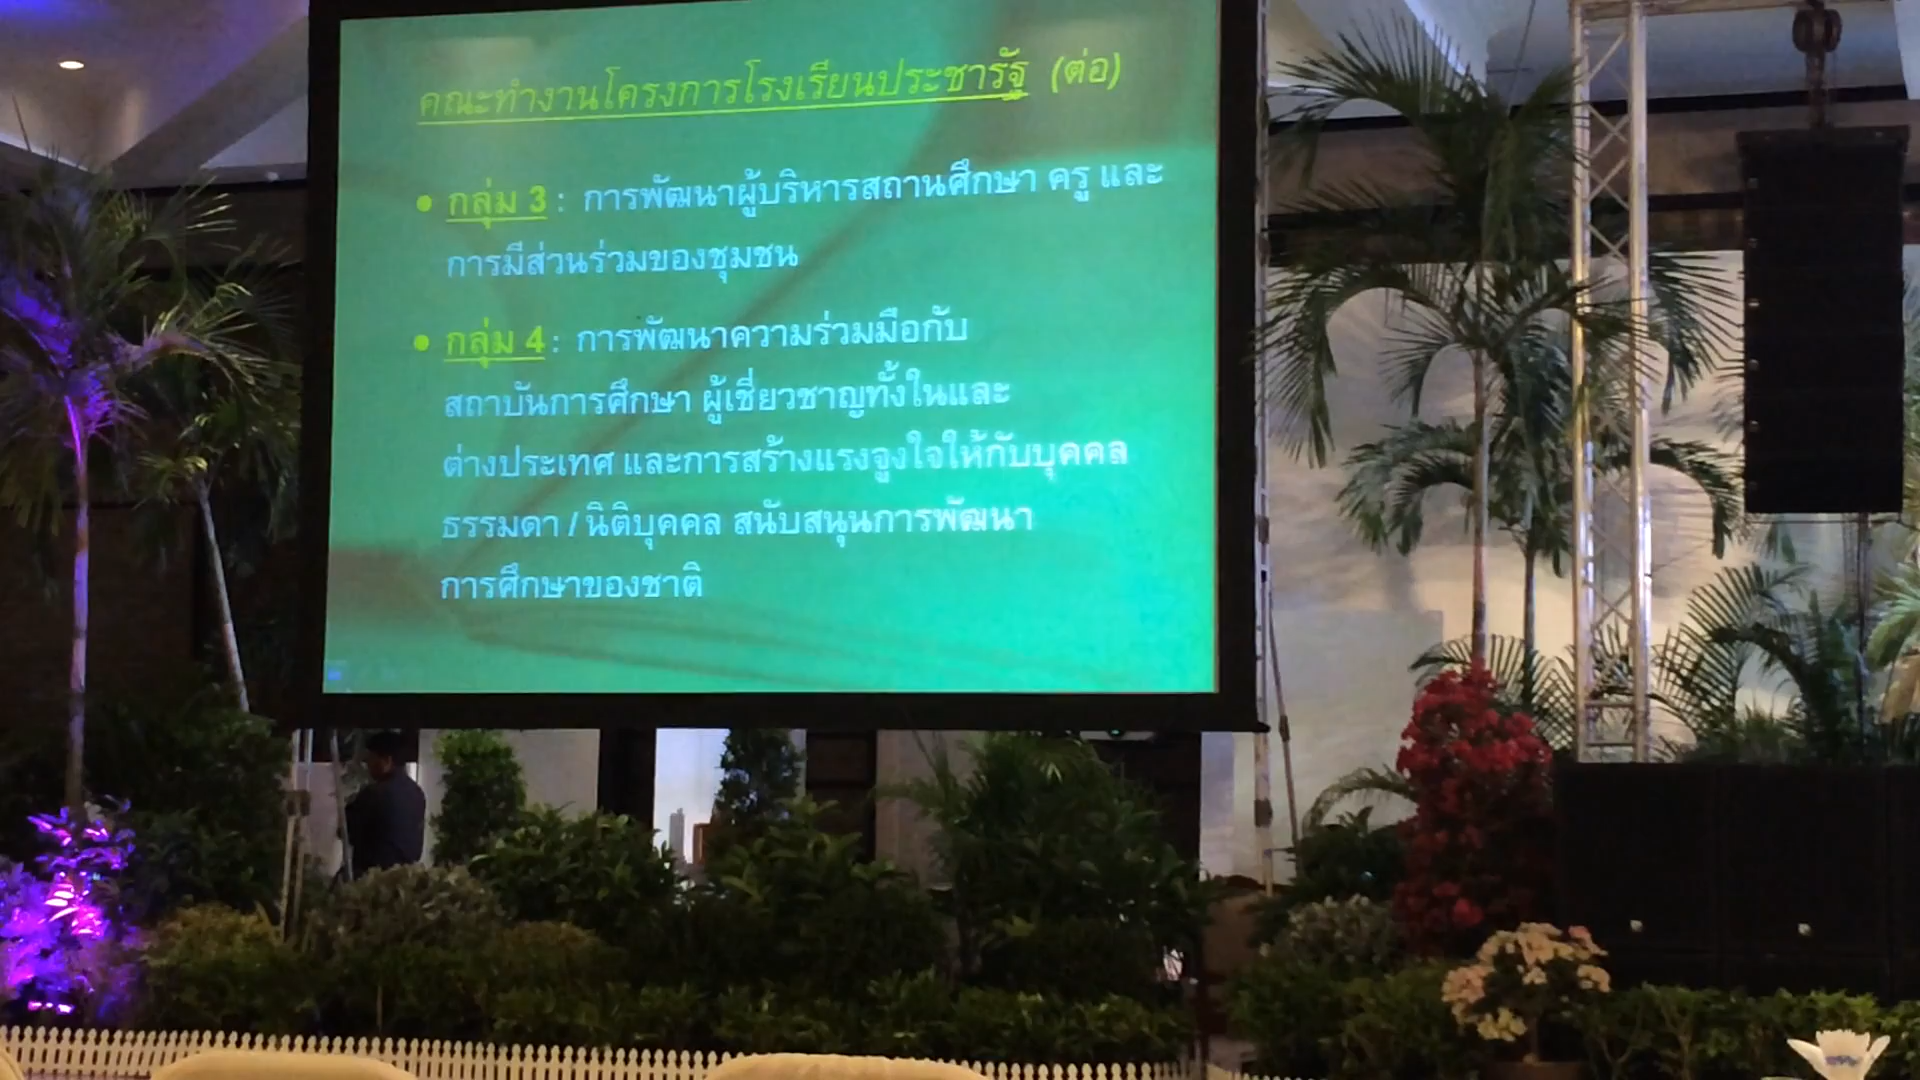 คณะทำงานโครงการโรงเรียนประชารัฐ (ต่อ)
• กลุ่ม 3 : การพัฒนาผู้บริหารสถานศึกษา ครู และ
การมีส่วนร่วมของชุมชน
• กลุ่ม 4 : การพัฒนาความร่วมมือกับ
สถาบันการศึกษา ผู้เชี่ยวชาญทั้งในและ
ต่างประเทศ และการสร้างแรงจูงใจให้กับบุคคล
ธรรมดา / นิติบุคคล สนับสนุนการพัฒนา
การศึกษาของชาติ